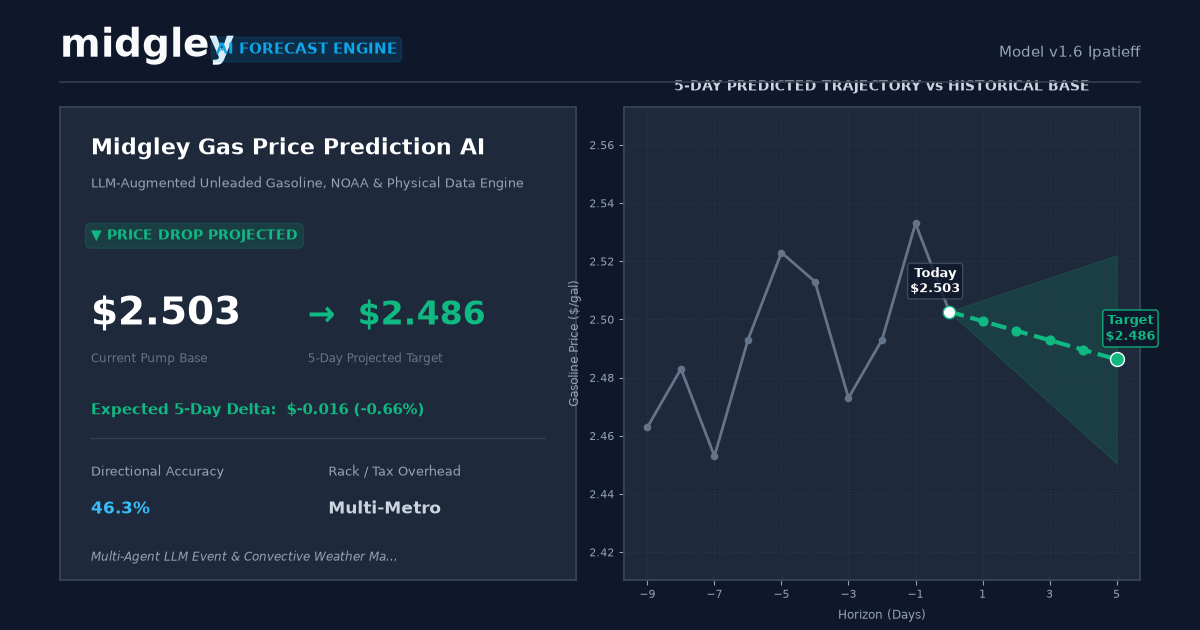 midgley
AI FORECAST ENGINE
Model v1.6 Ipatieff
Midgley Gas Price Prediction AI
LLM-Augmented Unleaded Gasoline, NOAA & Physical Data Engine
▼ PRICE DROP PROJECTED
$2.503 → $2.486
Current Pump Base
5-Day Projected Target
Expected 5-Day Delta: $-0.016 (-0.66%)
Directional Accuracy
Rack / Tax Overhead
46.3%
Multi-Metro
Multi-Agent LLM Event & Convective Weather Ma...
5-DAY PREDICTED TRAJECTORY vs HISTORICAL BASE
Gasoline Price ($/gal)
2.56
2.54
2.52
2.50
2.48
2.46
2.44
2.42
Today
$2.503
Target
$2.486
−9
−7
−5
−3
−1
1
3
5
Horizon (Days)